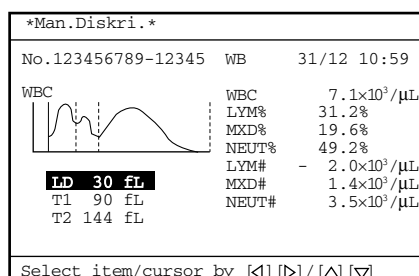 *Man.Diskri.*
No.123456789-12345 WB 31/12 10:59
WBC
WBC 7.1×10³/µL
LYM% 31.2%
MXD% 19.6%
NEUT% 49.2%
LYM# - 2.0×10³/µL
MXD# 1.4×10³/µL
NEUT# 3.5×10³/µL
LD 30 fL
T1 90 fL
T2 144 fL
Select item/cursor by [◁][▷]/[△][▽]